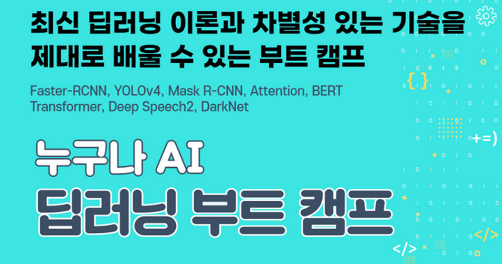 최신 딥러닝 이론과 차별성 있는 기술을
제대로 배울 수 있는 부트 캠프
Faster-RCNN, YOLOv4, Mask R-CNN, Attention, BERT
Transformer, Deep Speech2, DarkNet
누구나 AI
딥러닝 부트 캠프
{ }
+=)
</>
</>